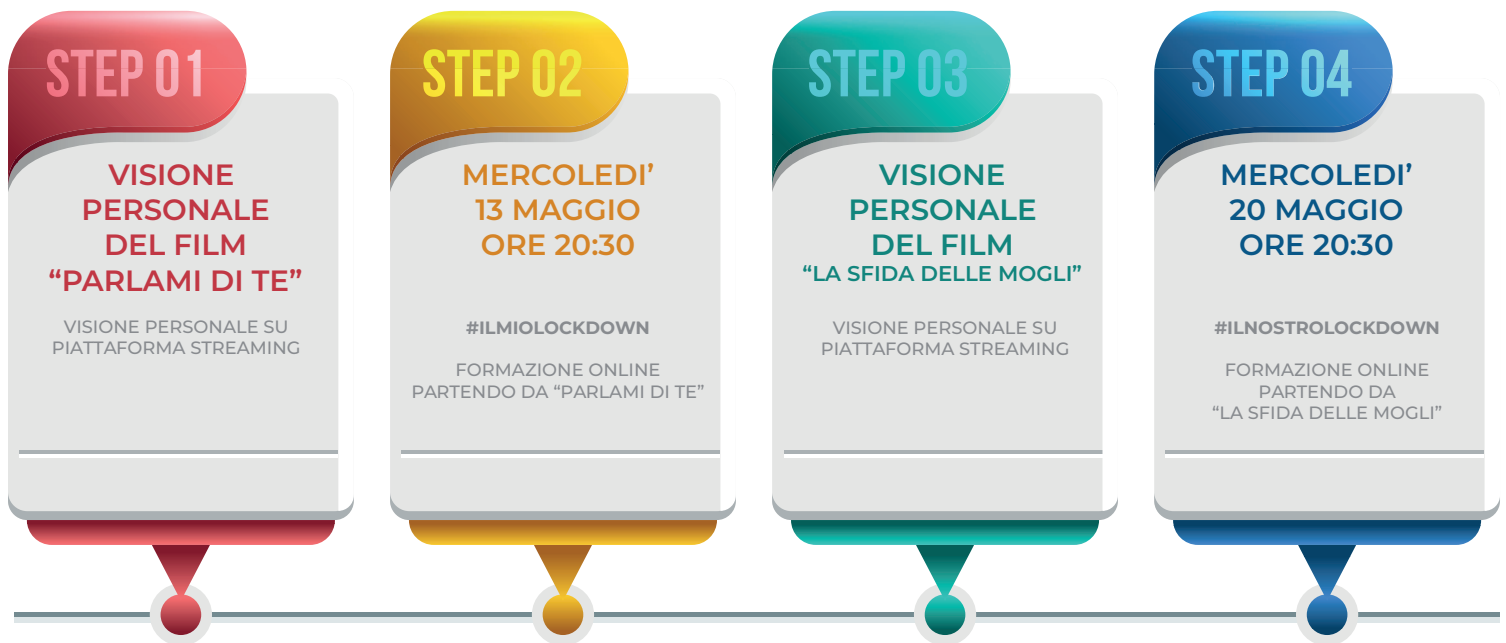 STEP 01
VISIONE
PERSONALE
DEL FILM
“PARLAMI DI TE”
VISIONE PERSONALE SU
PIATTAFORMA STREAMING
STEP 02
MERCOLEDI’
13 MAGGIO
ORE 20:30
#ILMIOLOCKDOWN
FORMAZIONE ONLINE
PARTENDO DA “PARLAMI DI TE”
STEP 03
VISIONE
PERSONALE
DEL FILM
“LA SFIDA DELLE MOGLI”
VISIONE PERSONALE SU
PIATTAFORMA STREAMING
STEP 04
MERCOLEDI’
20 MAGGIO
ORE 20:30
#ILNOSTROLOCKDOWN
FORMAZIONE ONLINE
PARTENDO DA
“LA SFIDA DELLE MOGLI”